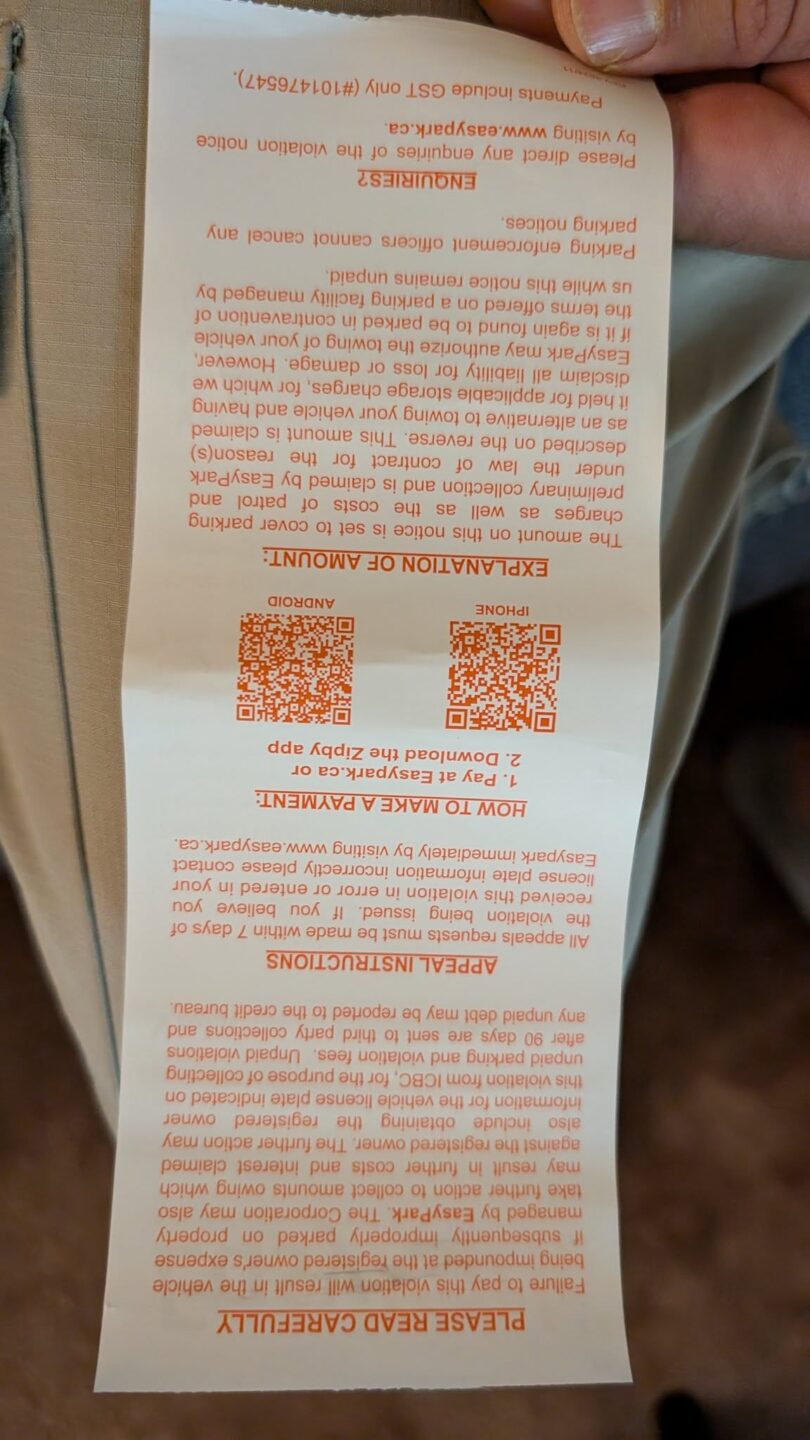 PLEASE READ CAREFULLY
Failure to pay this violation will result in the vehicle
being impounded at the registered owner's expense
if subsequently improperly parked on property
managed by EasyPark. The Corporation may also
take further action to collect amounts owing which
may result in further costs and interest claimed
against the registered owner. The further action may
also include obtaining the registered owner
information for the vehicle license plate indicated on
this violation from ICBC, for the purpose of collecting
unpaid parking and violation fees. Unpaid violations
after 90 days are sent to third party collections and
any unpaid debt may be reported to the credit bureau.
APPEAL INSTRUCTIONS
All appeals requests must be made within 7 days of
the violation being issued. If you believe you
received this violation in error or entered in your
license plate information incorrectly please contact
Easypark immediately by visiting www.easypark.ca.
HOW TO MAKE A PAYMENT:
1. Pay at Easypark.ca or
2. Download the Zipby app
IPHONE ANDROID
EXPLANATION OF AMOUNT:
The amount on this notice is set to cover parking
charges as well as the costs of patrol and
preliminary collection and is claimed by EasyPark
under the law of contract for the reason(s)
described on the reverse. This amount is claimed
as an alternative to towing your vehicle and having
it held for applicable storage charges, for which we
disclaim all liability for loss or damage. However,
EasyPark may authorize the towing of your vehicle
if it is again found to be parked in contravention of
the terms offered on a parking facility managed by
us while this notice remains unpaid.
Parking enforcement officers cannot cancel any
parking notices.
ENQUIRIES?
Please direct any enquiries of the violation notice
by visiting www.easypark.ca.
Payments include GST only (#101476547).